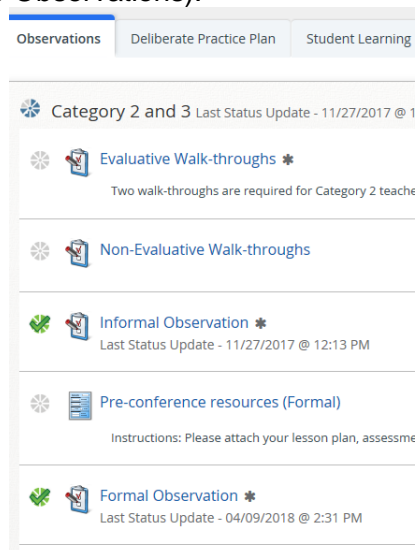 Observations):
Observations Deliberate Practice Plan Student Learning
Category 2 and 3 Last Status Update - 11/27/2017 @ 1
Evaluative Walk-throughs ✱
Two walk-throughs are required for Category 2 teache
Non-Evaluative Walk-throughs
Informal Observation ✱
Last Status Update - 11/27/2017 @ 12:13 PM
Pre-conference resources (Formal)
Instructions: Please attach your lesson plan, assessme
Formal Observation ✱
Last Status Update - 04/09/2018 @ 2:31 PM